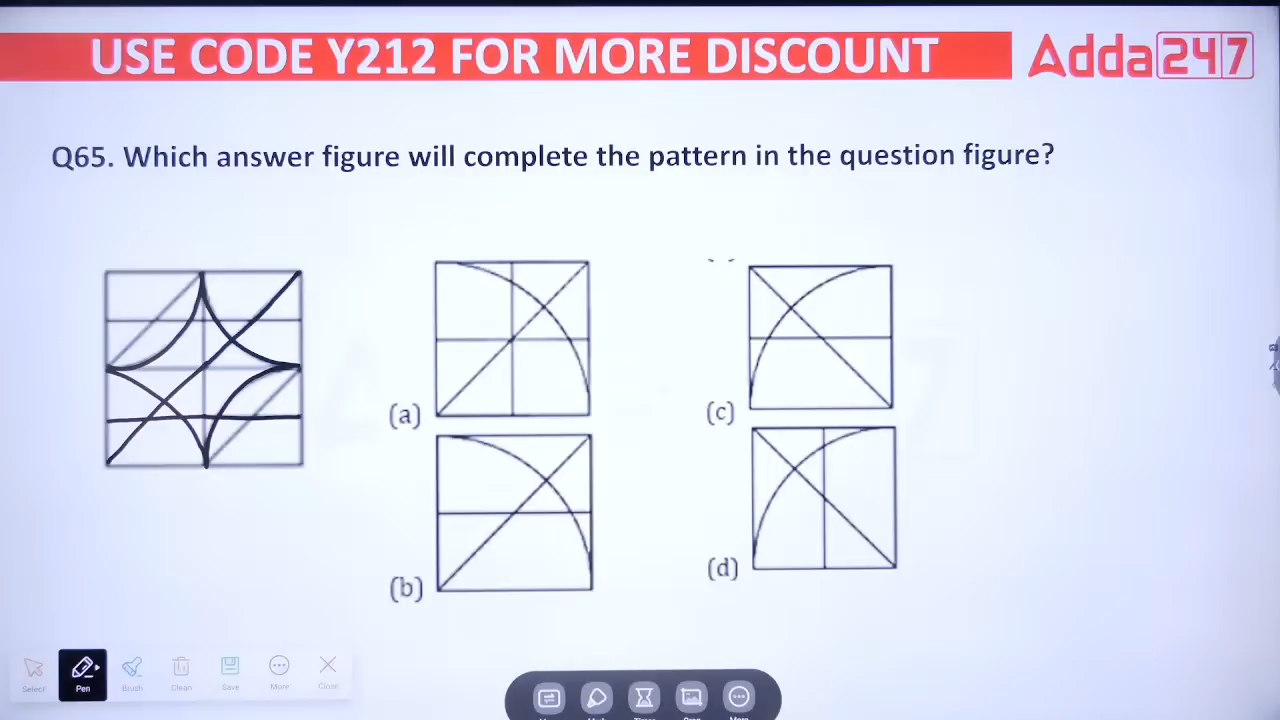 USE CODE Y212 FOR MORE DISCOUNT
Adda247
Q65. Which answer figure will complete the pattern in the question figure?
(a)
(b)
(c)
(d)
Select
Pen
Brush
Clean
Save
More
Close